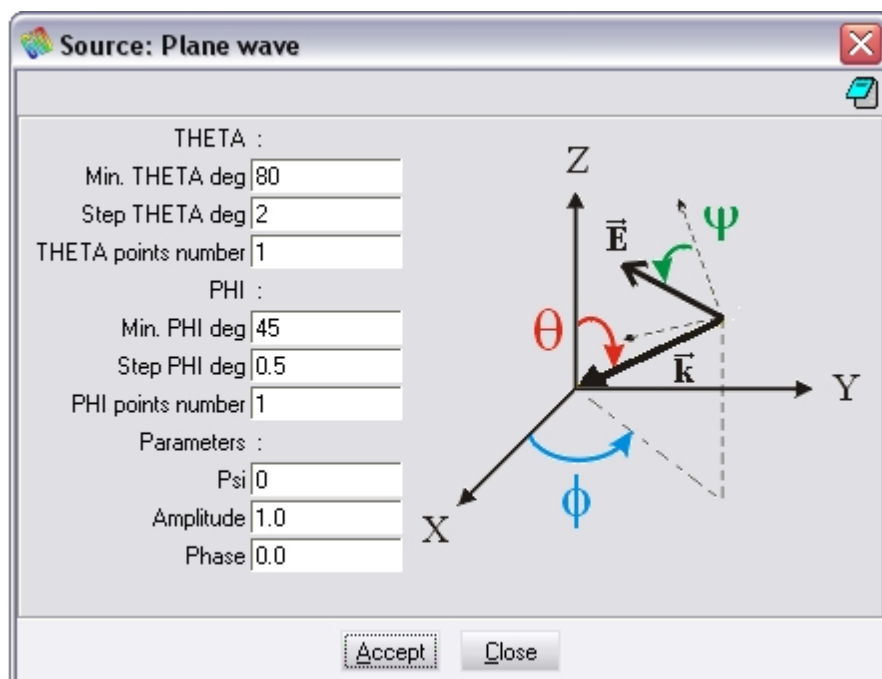 Source: Plane wave
THETA :
Min. THETA deg 80
Step THETA deg 2
THETA points number 1
PHI :
Min. PHI deg 45
Step PHI deg 0.5
PHI points number 1
Parameters :
Psi 0
Amplitude 1.0
Phase 0.0
Z
ψ
E⃗
θ
k⃗
Y
X
ϕ
Accept Close